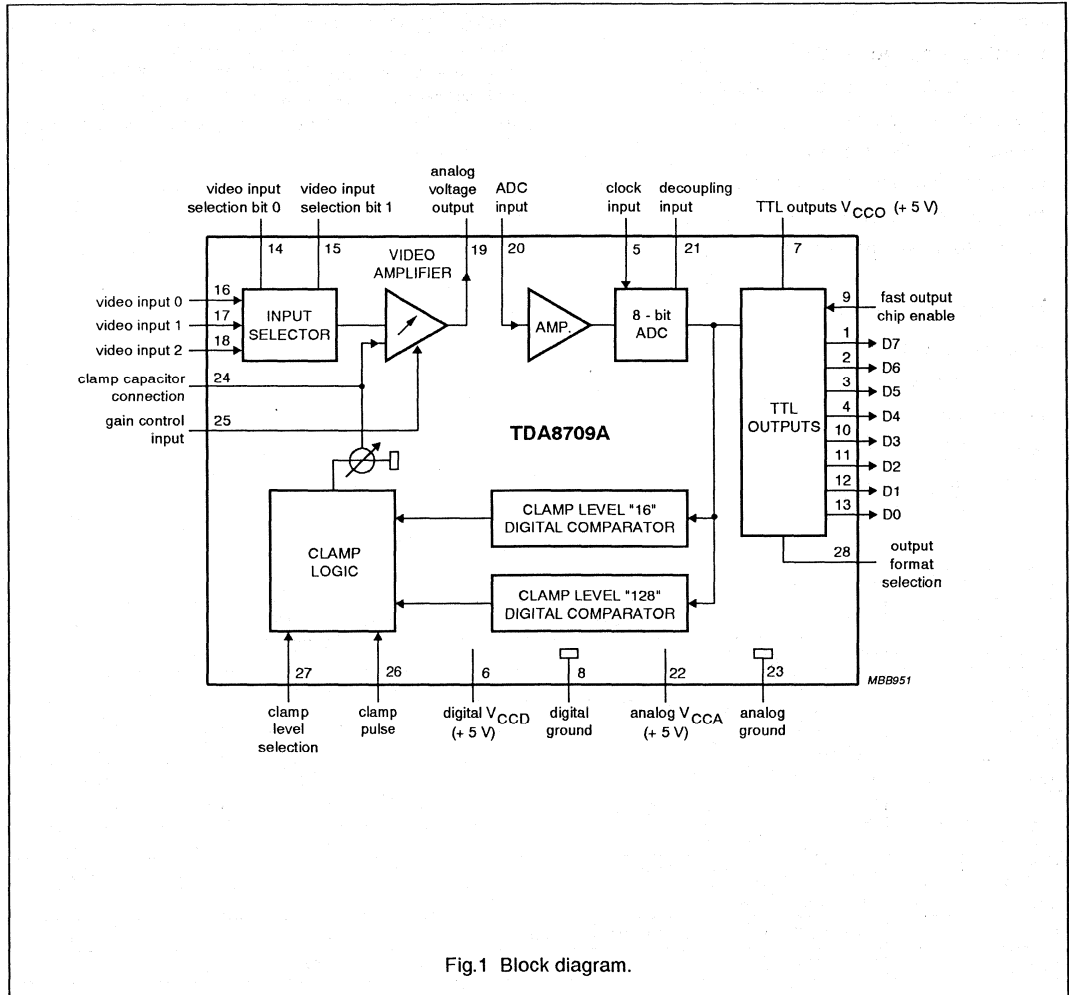 analog
voltage
output
ADC
input
video input
selection bit 0
video input
selection bit 1
clock
input
decoupling
input
TTL outputs VCCO (+ 5 V)
14
15
VIDEO
AMPLIFIER
19
20
5
21
7
video input 0
16
video input 1
17
video input 2
18
INPUT
SELECTOR
AMP.
8 - bit
ADC
9
fast output
chip enable
1
D7
2
D6
3
D5
4
D4
10
D3
11
D2
12
D1
13
D0
TTL
OUTPUTS
clamp capacitor
connection
24
gain control
input
25
TDA8709A
CLAMP
LOGIC
CLAMP LEVEL "16"
DIGITAL COMPARATOR
CLAMP LEVEL "128"
DIGITAL COMPARATOR
28
output
format
selection
27
26
6
8
22
23
MBB951
clamp
level
selection
clamp
pulse
digital VCCD
(+ 5 V)
digital
ground
analog VCCA
(+ 5 V)
analog
ground
Fig.1 Block diagram.